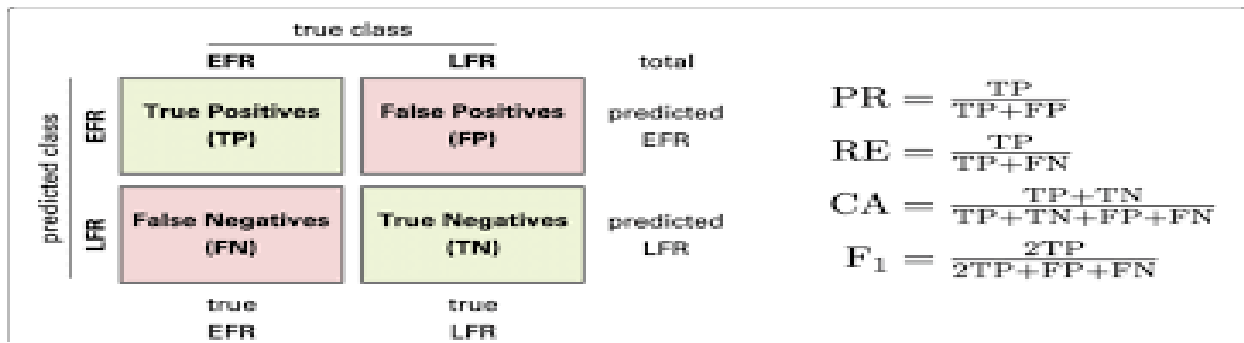 true class
EFR LFR total
predicted class
EFR
True Positives
(TP)
False Positives
(FP)
predicted
EFR
LFR
False Negatives
(FN)
True Negatives
(TN)
predicted
LFR
true
EFR
true
LFR
PR = TP / TP+FP
RE = TP / TP+FN
CA = TP+TN / TP+TN+FP+FN
F₁ = 2TP / 2TP+FP+FN